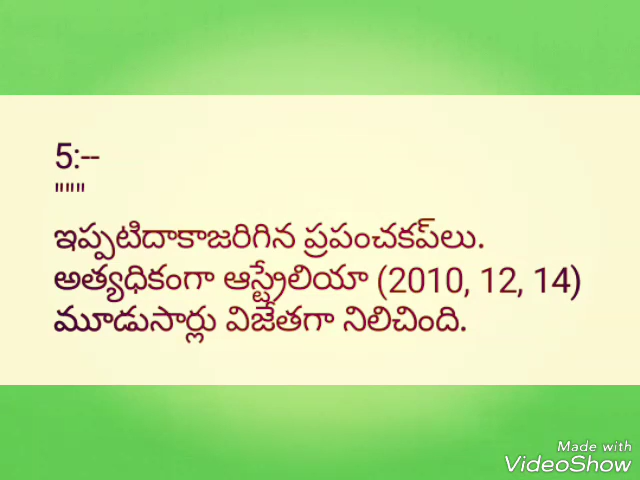 5:--
"""
ఇప్పటిదాకాజరిగిన ప్రపంచకప్‌లు.
అత్యధికంగా ఆస్ట్రేలియా (2010, 12, 14)
మూడుసార్లు విజేతగా నిలిచింది.
Made with
VideoShow